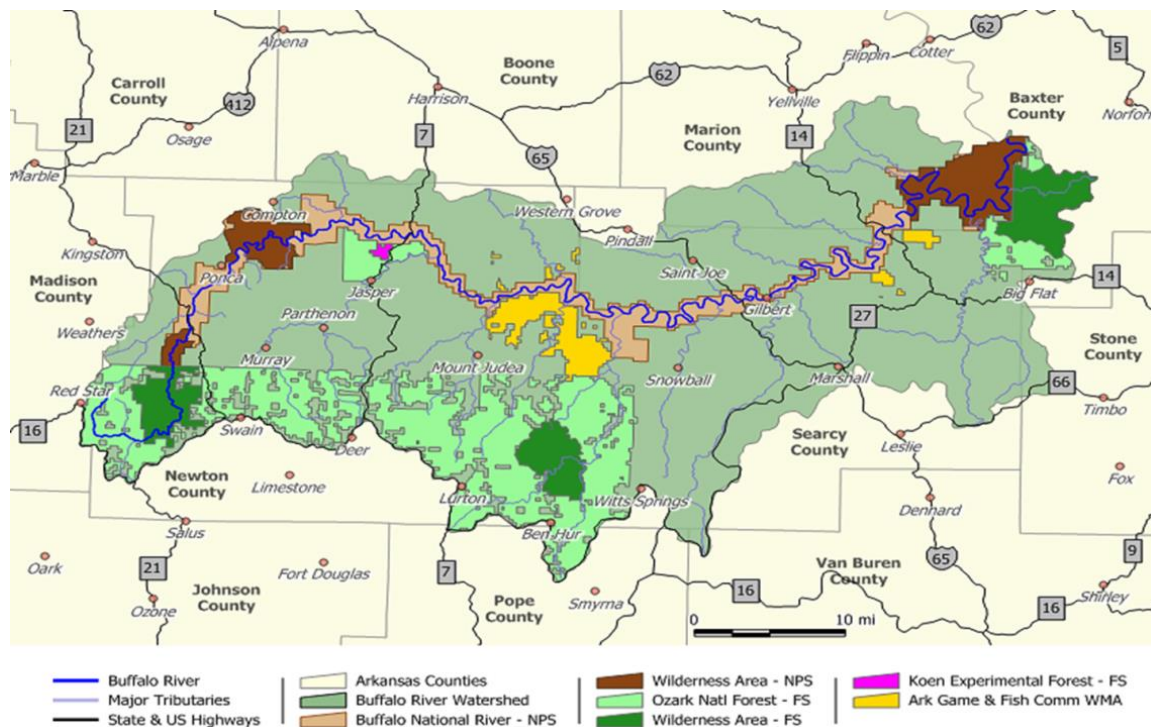 Alpena
Flippin
Cotter
62
5
Carroll
County
Boone
County
62
Baxter
County
412
Harrison
Yellville
Norfork
21
Osage
7
Marion
County
14
65
Marble
Compton
Western Grove
Pindall
Kingston
Ponca
Saint Joe
Madison
County
Jasper
Big Flat
14
Gilbert
Weathers
Parthenon
27
Murray
Mount Judea
Stone
County
Snowball
Marshall
Red Star
66
16
Swain
Timbo
Deer
Searcy
County
Leslie
Newton
County
Limestone
Lurton
Witts Springs
Fox
Dennard
Salus
Ben Hur
Oark
21
Fort Douglas
7
Van Buren
County
65
9
Johnson
County
Pope
County
Smyrna
16
Shirley
Ozone
16
0 10 mi
Buffalo River
Major Tributaries
State & US Highways
Arkansas Counties
Buffalo River Watershed
Buffalo National River - NPS
Wilderness Area - NPS
Ozark Natl Forest - FS
Wilderness Area - FS
Koen Experimental Forest - FS
Ark Game & Fish Comm WMA